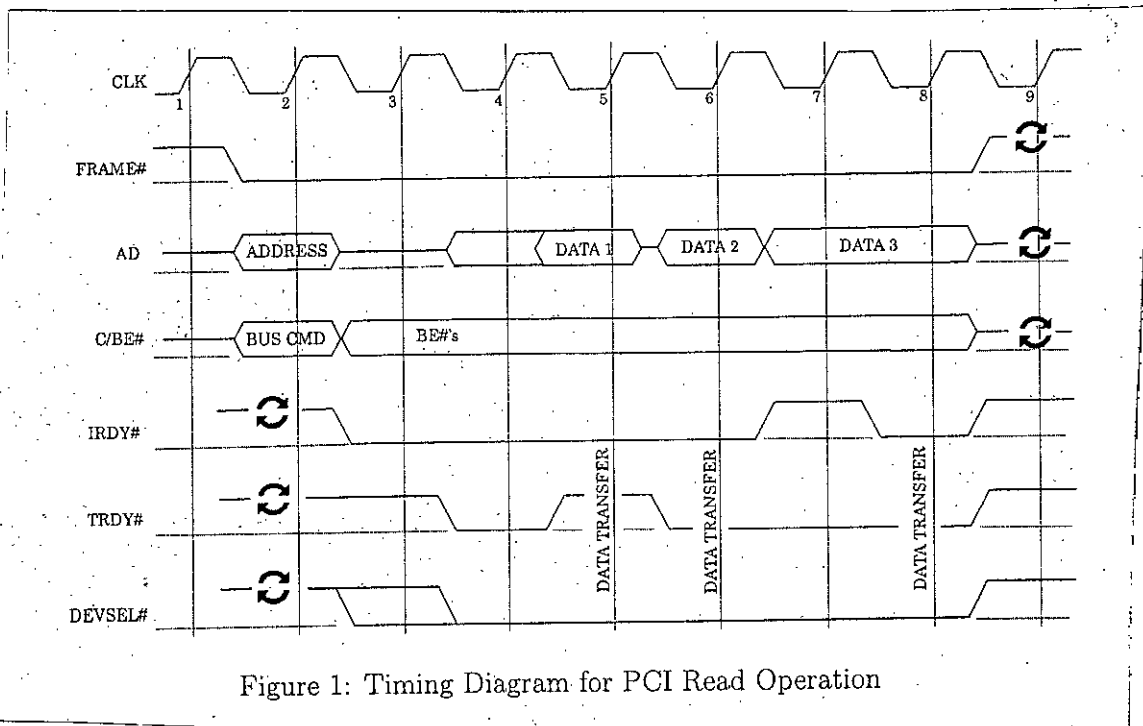 CLK
1 2 3 4 5 6 7 8 9
FRAME#
AD ADDRESS DATA 1 DATA 2 DATA 3
C/BE# BUS CMD BE#'s
IRDY#
TRDY#
DATA TRANSFER
DATA TRANSFER
DATA TRANSFER
DEVSEL#
Figure 1: Timing Diagram for PCI Read Operation